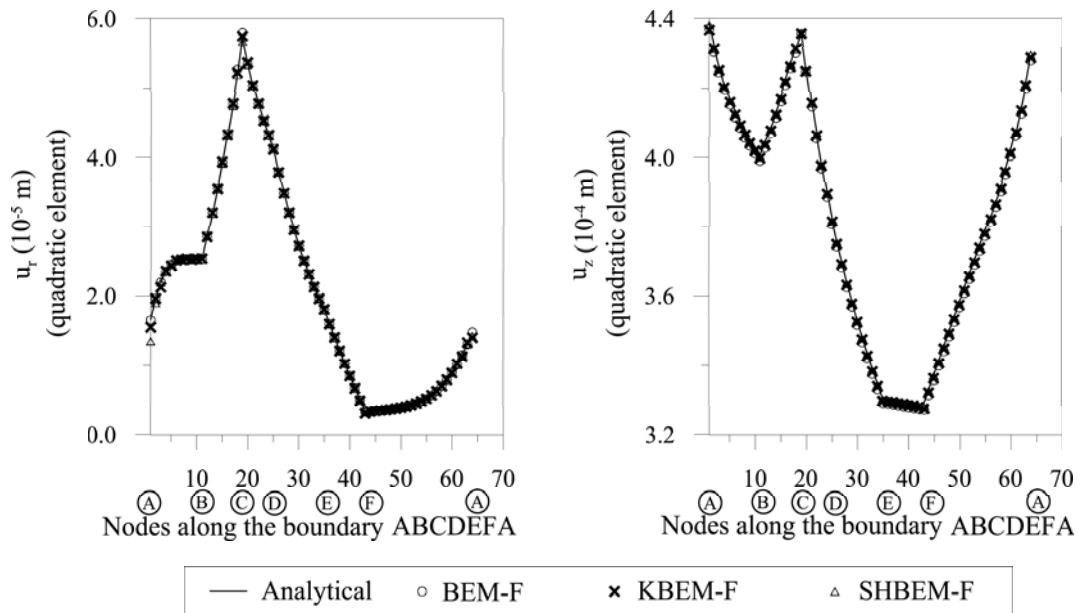 6.0
4.0
2.0
0.0
u_r (10^-5 m)
(quadratic element)
10 20 30 40 50 60 70
A B C D E F A
Nodes along the boundary ABCDEFA
4.4
4.0
3.6
3.2
u_z (10^-4 m)
(quadratic element)
10 20 30 40 50 60 70
A B C D E F A
Nodes along the boundary ABCDEFA
Analytical BEM-F KBEM-F SHBEM-F